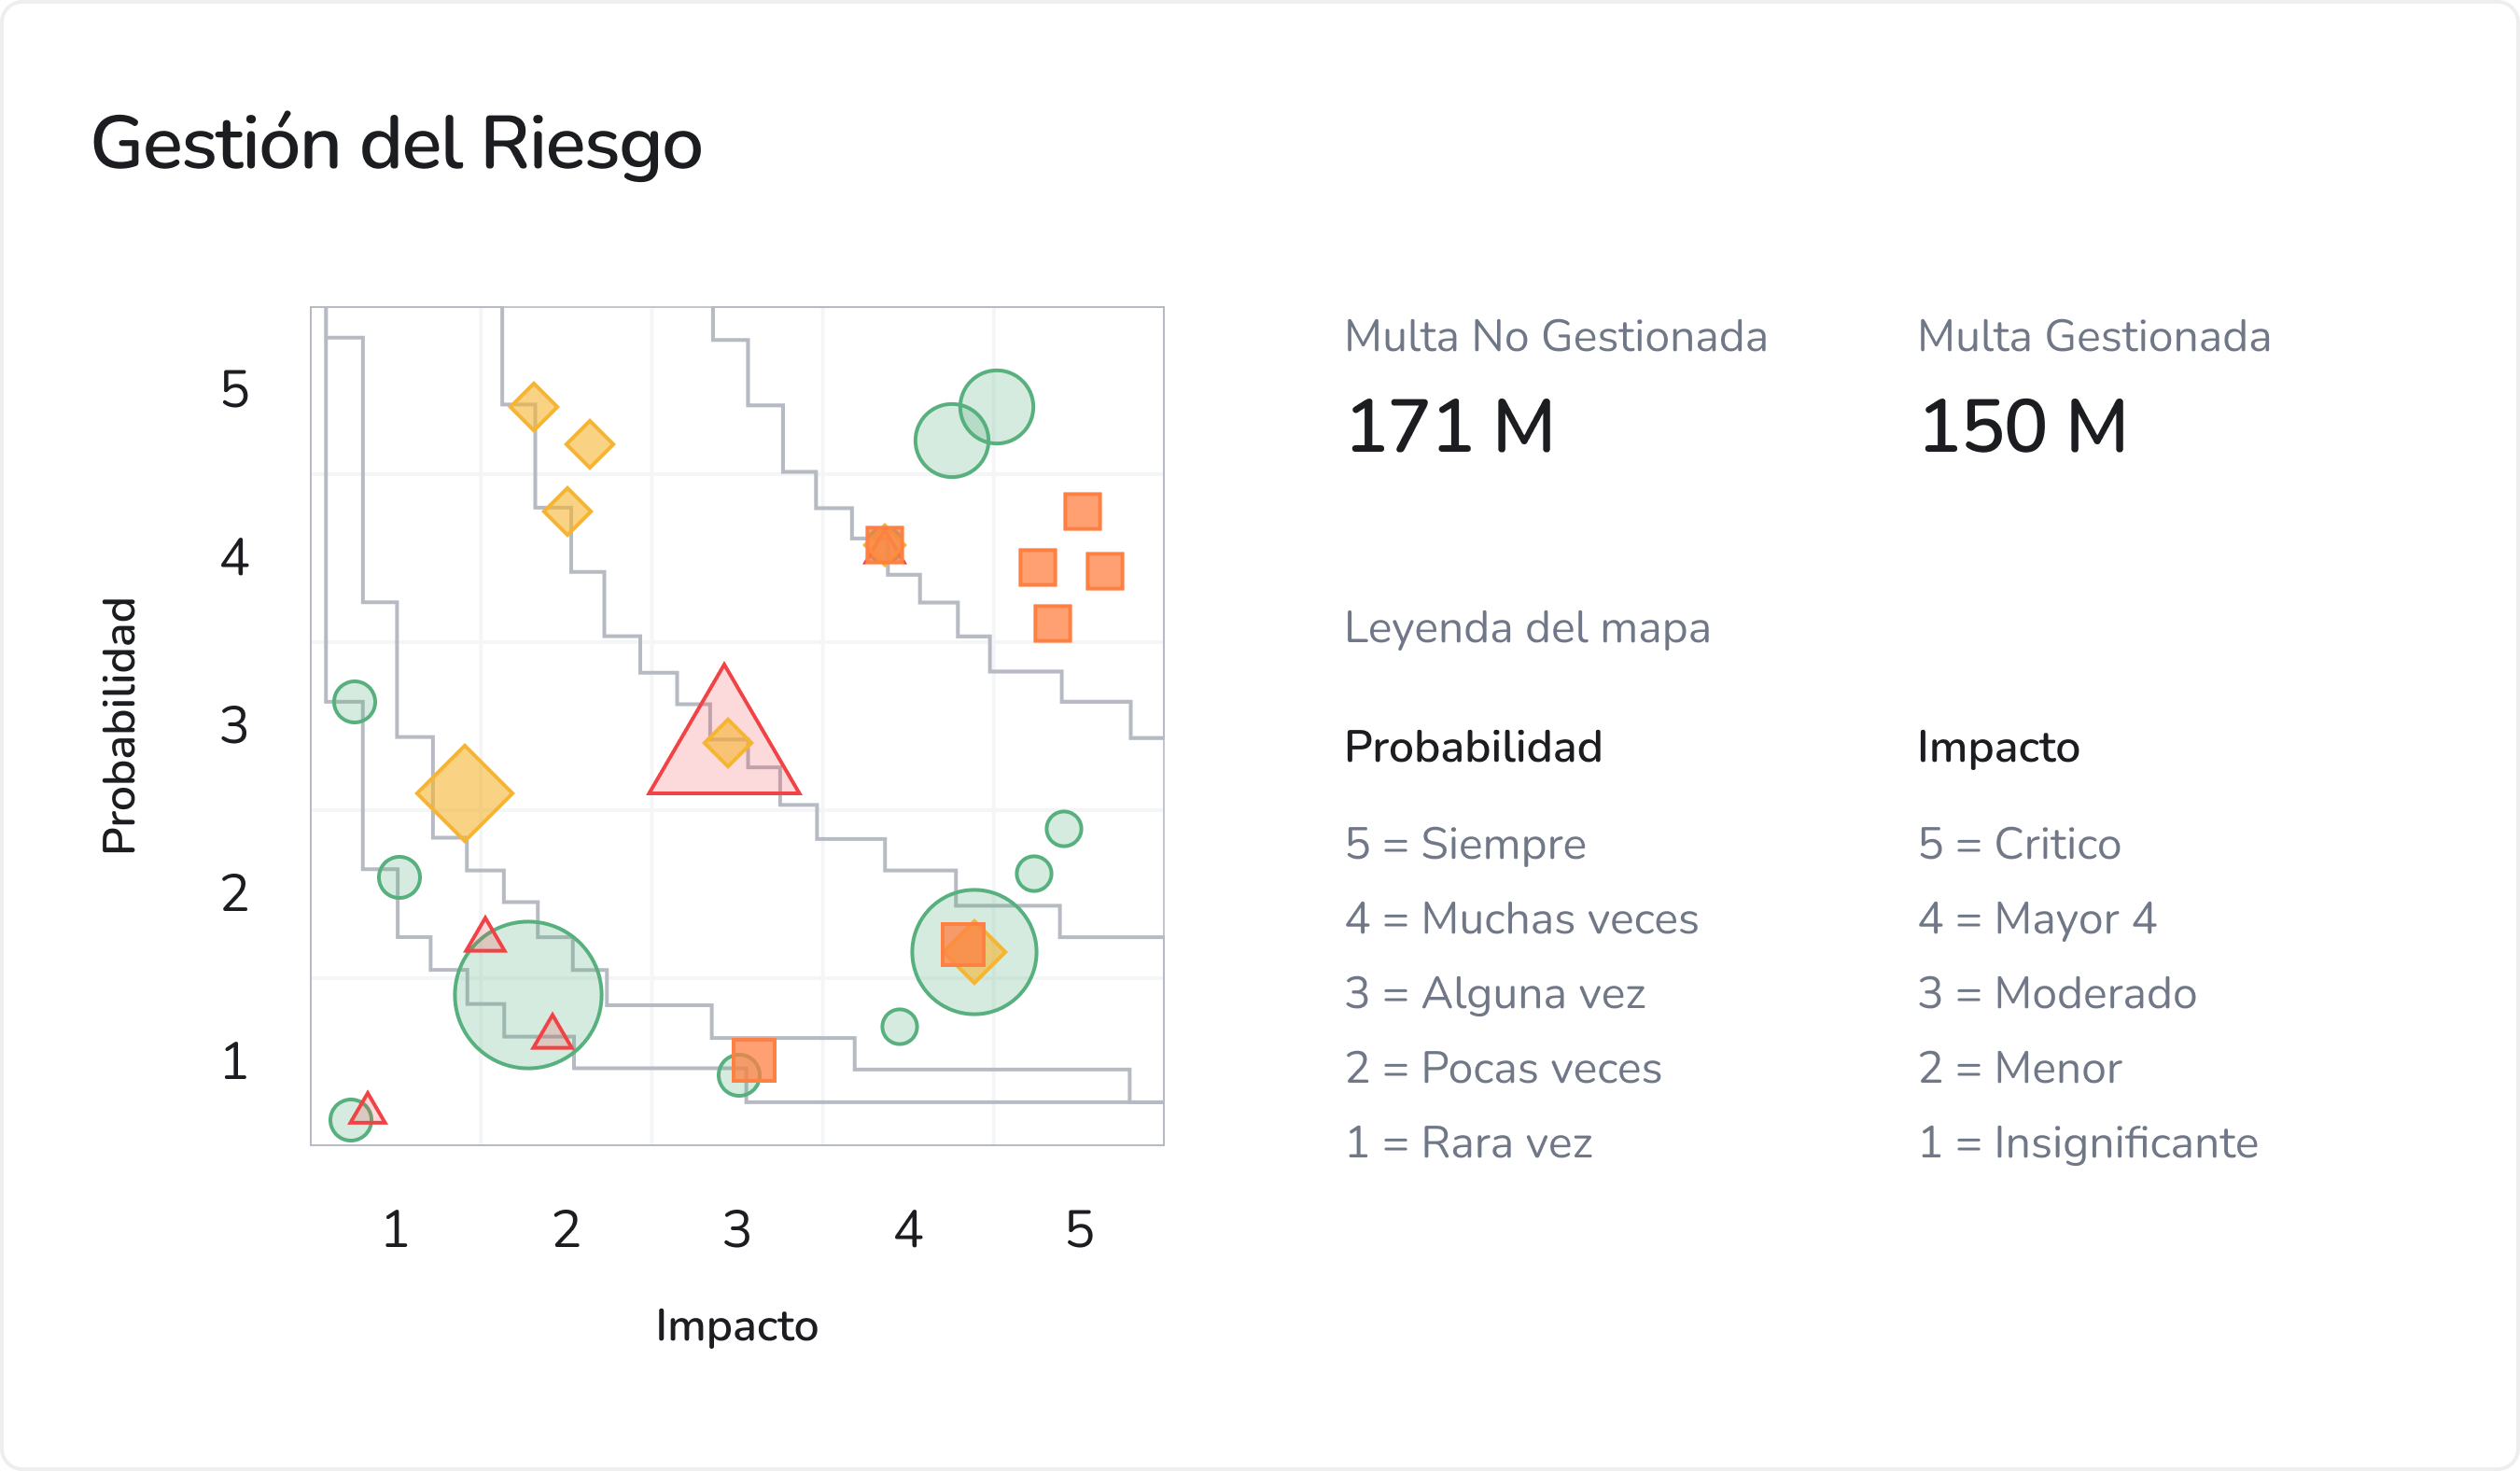 Gestión del Riesgo
Probabilidad
5
4
3
2
1
1 2 3 4 5
Impacto
Multa No Gestionada
171 M
Multa Gestionada
150 M
Leyenda del mapa
Probabilidad
5 = Siempre
4 = Muchas veces
3 = Alguna vez
2 = Pocas veces
1 = Rara vez
Impacto
5 = Critico
4 = Mayor 4
3 = Moderado
2 = Menor
1 = Insignificante